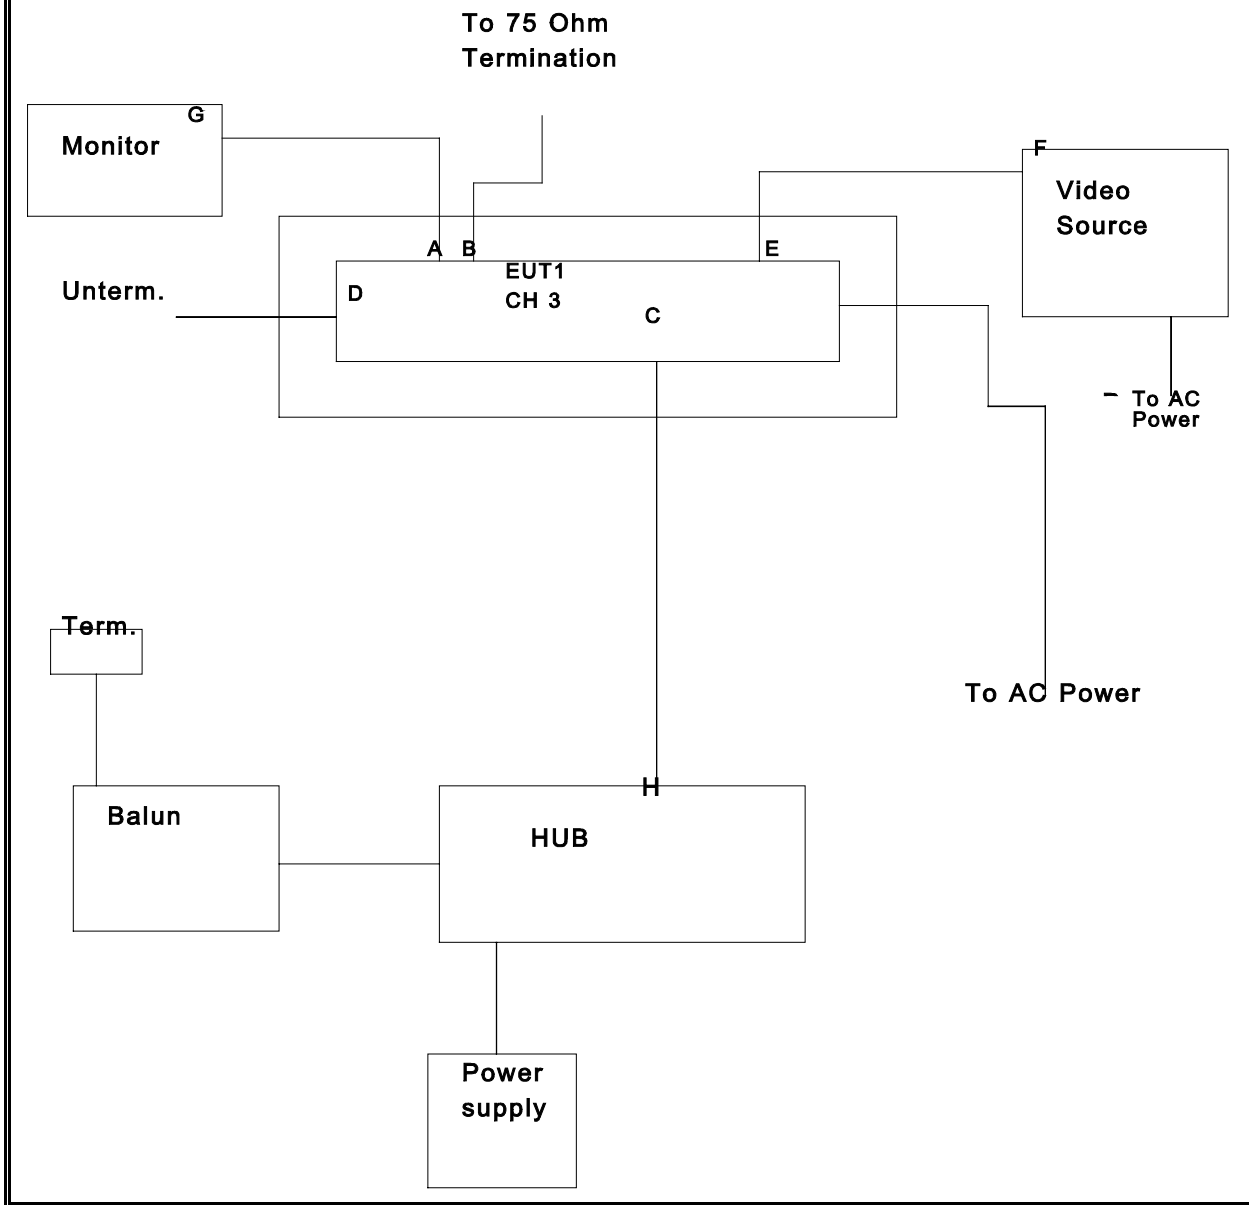 To 75 Ohm
Termination
G
Monitor
F
Video
Source
A B E
EUT1
Unterm.
D
CH 3
C
To AC
Power
Term.
To AC Power
H
Balun
HUB
Power
supply